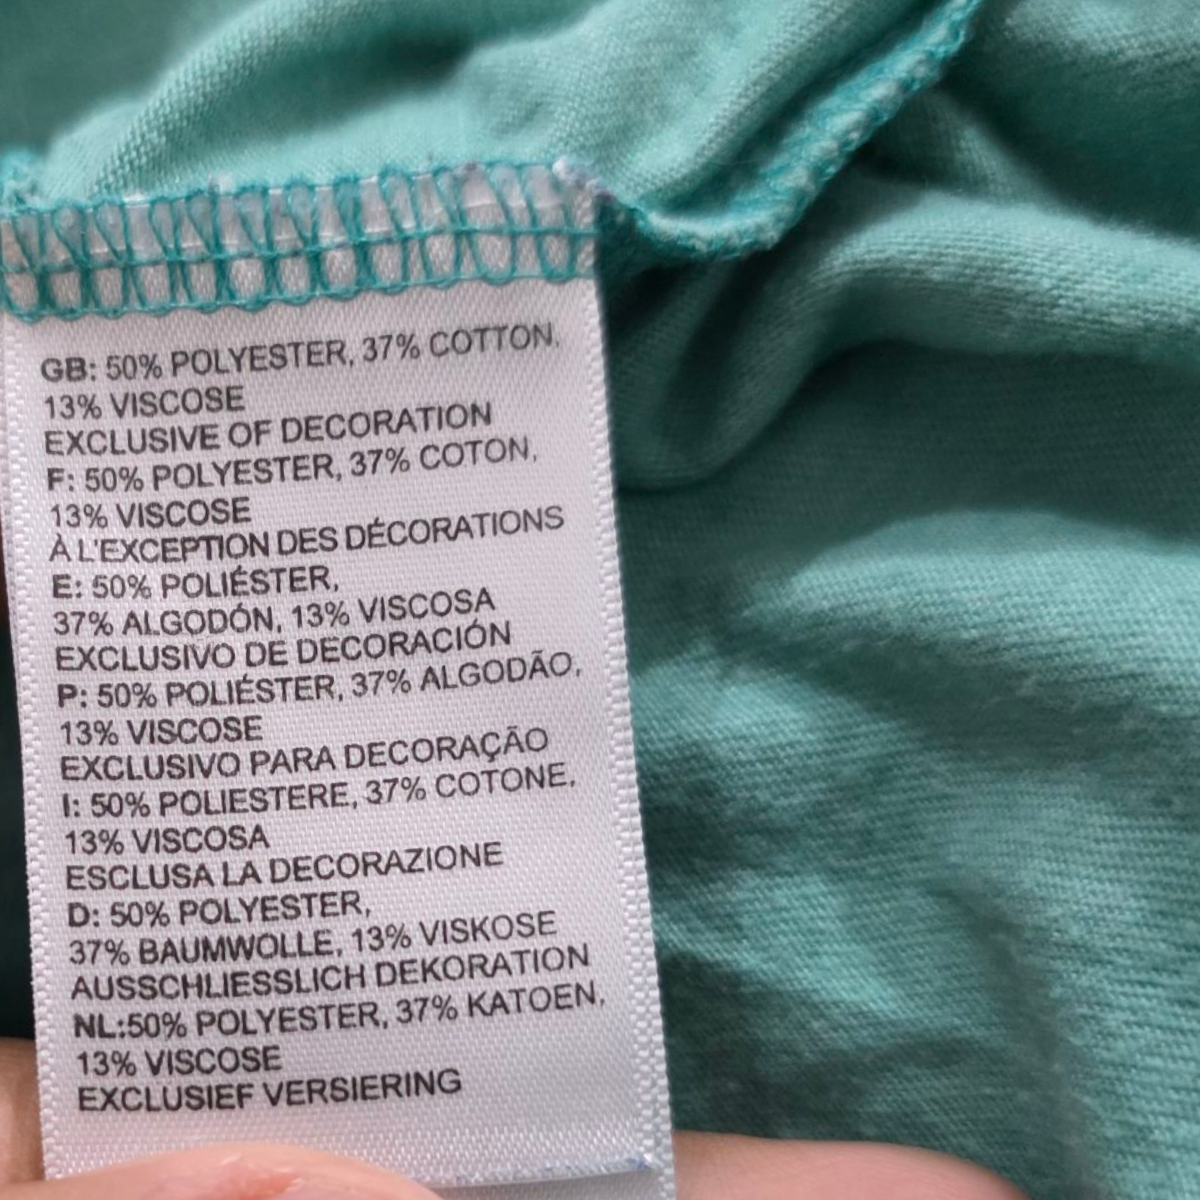 GB: 50% POLYESTER, 37% COTTON,
13% VISCOSE
EXCLUSIVE OF DECORATION
F: 50% POLYESTER, 37% COTON,
13% VISCOSE
À L'EXCEPTION DES DÉCORATIONS
E: 50% POLIÉSTER,
37% ALGODÓN, 13% VISCOSA
EXCLUSIVO DE DECORACIÓN
P: 50% POLIÉSTER, 37% ALGODÃO,
13% VISCOSE
EXCLUSIVO PARA DECORAÇÃO
I: 50% POLIESTERE, 37% COTONE,
13% VISCOSA
ESCLUSA LA DECORAZIONE
D: 50% POLYESTER,
37% BAUMWOLLE, 13% VISKOSE
AUSSCHLIESSLICH DEKORATION
NL:50% POLYESTER, 37% KATOEN,
13% VISCOSE
EXCLUSIEF VERSIERING